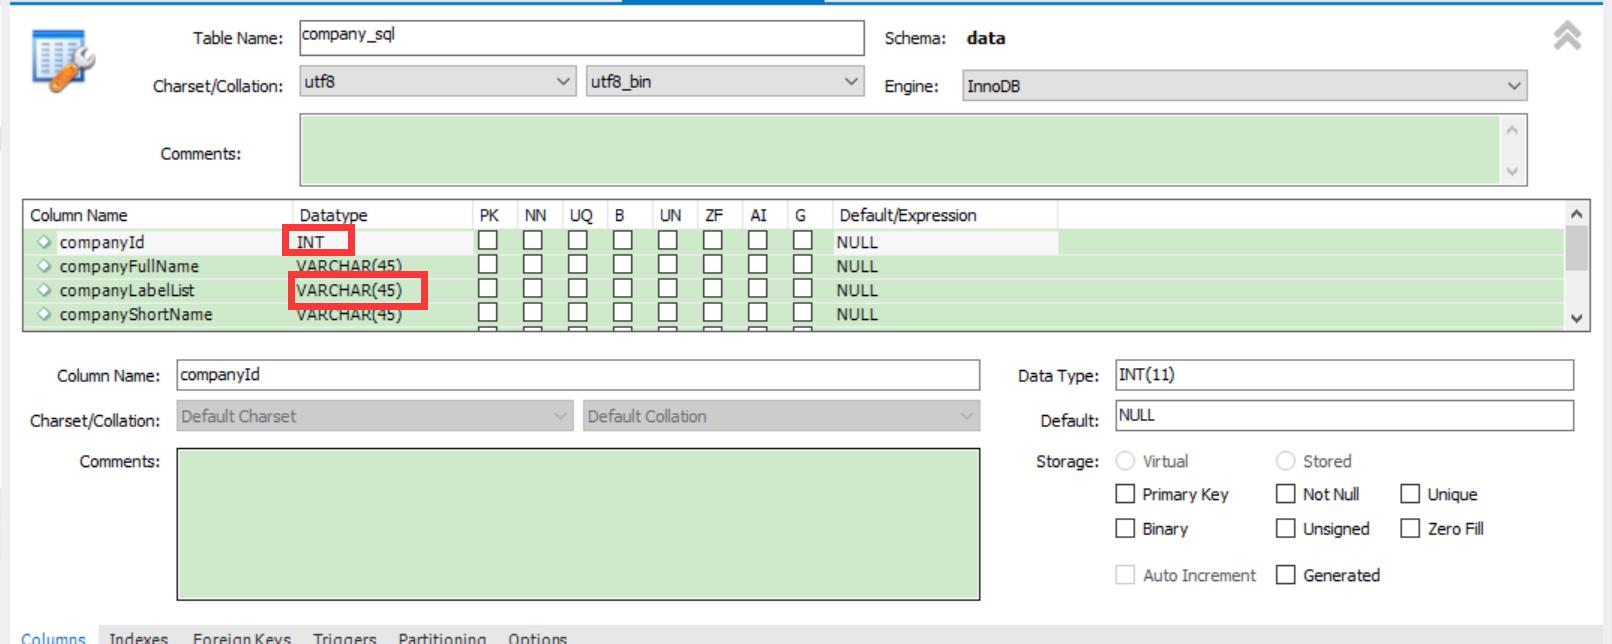 Table Name: company_sql Schema: data
Charset/Collation: utf8 utf8_bin Engine: InnoDB
Comments:
Column Name Datatype PK NN UQ B UN ZF AI G Default/Expression
companyId INT NULL
companyFullName VARCHAR(45) NULL
companyLabelList VARCHAR(45) NULL
companyShortName VARCHAR(45) NULL
Column Name: companyId Data Type: INT(11)
Charset/Collation: Default Charset Default Collation Default: NULL
Comments: Storage: Virtual Stored
Primary Key Not Null Unique
Binary Unsigned Zero Fill
Auto Increment Generated
Columns Indexes Foreign Keys Triggers Partitioning Options